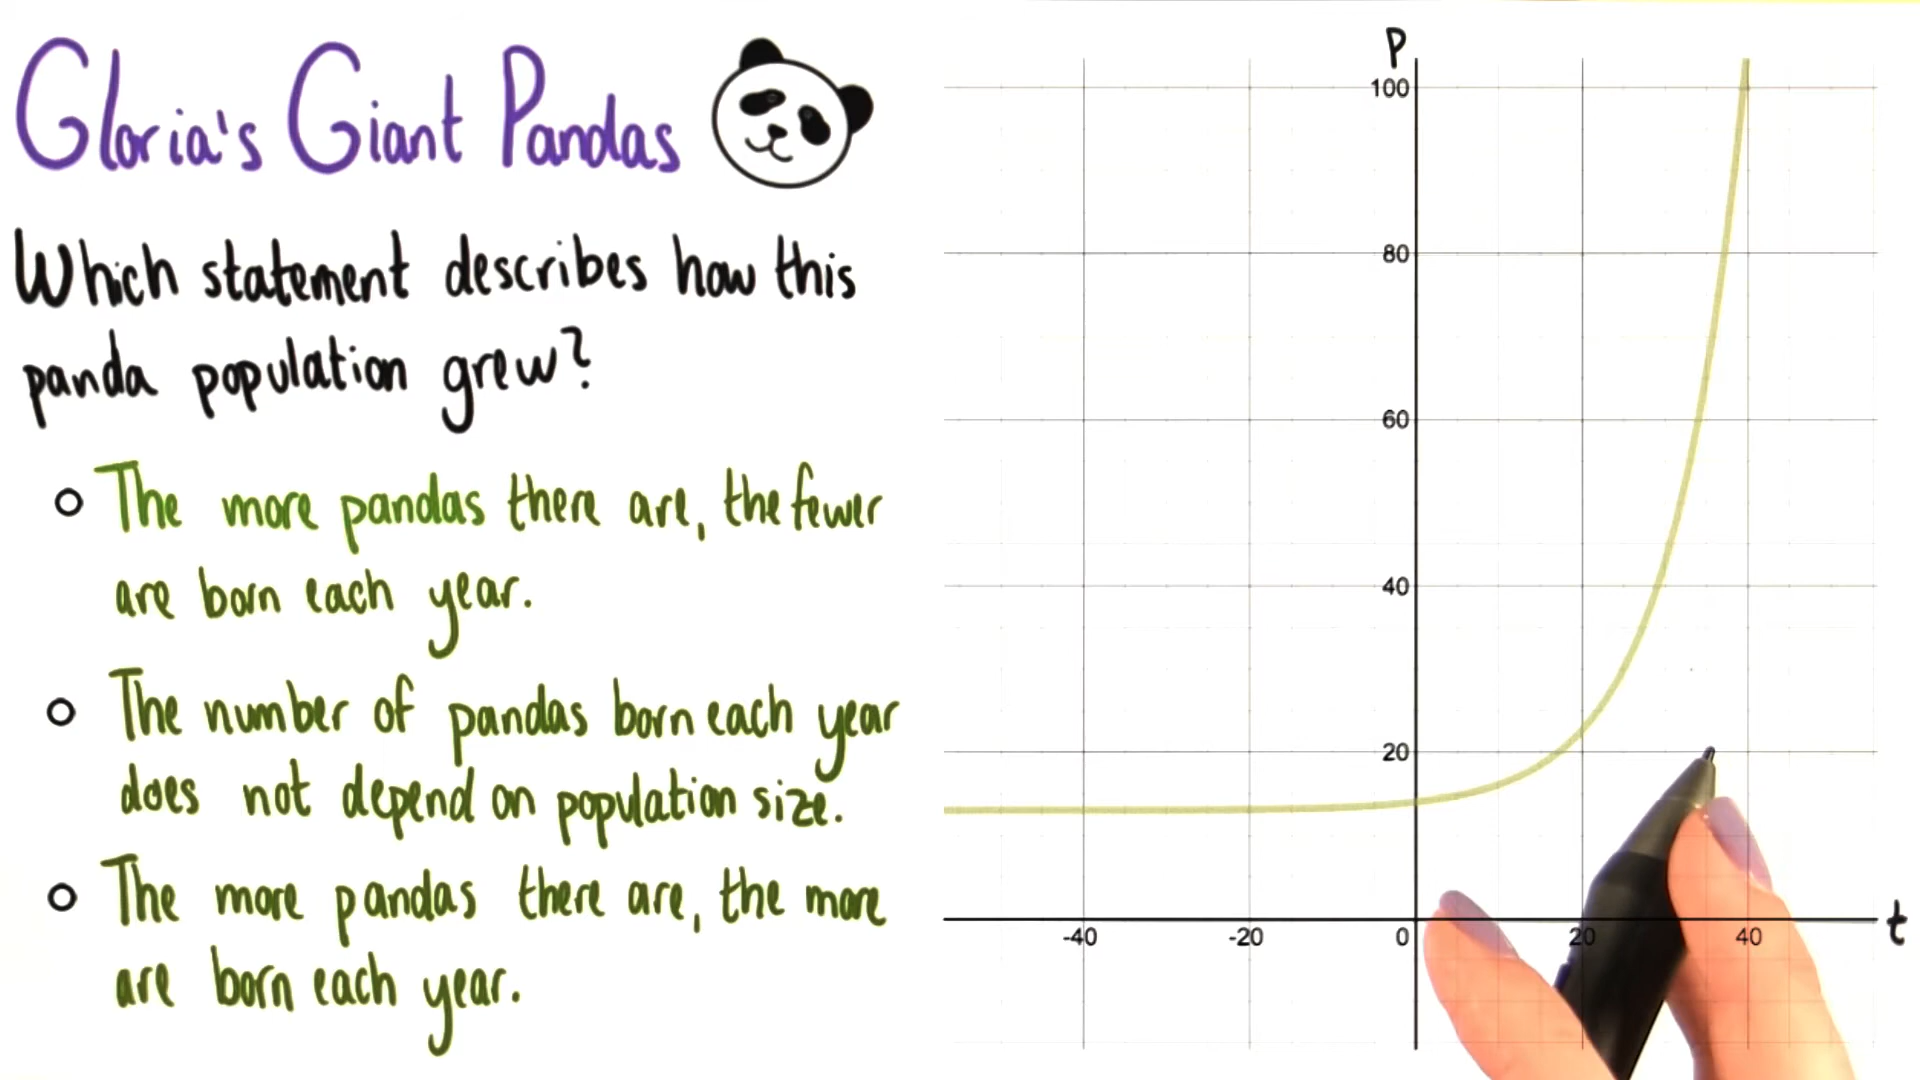 Gloria's Giant Pandas
Which statement describes how this
panda population grew?
The more pandas there are, the fewer
are born each year.
The number of pandas born each year
does not depend on population size.
The more pandas there are, the more
are born each year.
P
100
80
60
40
20
-40 -20 0 20 40 t